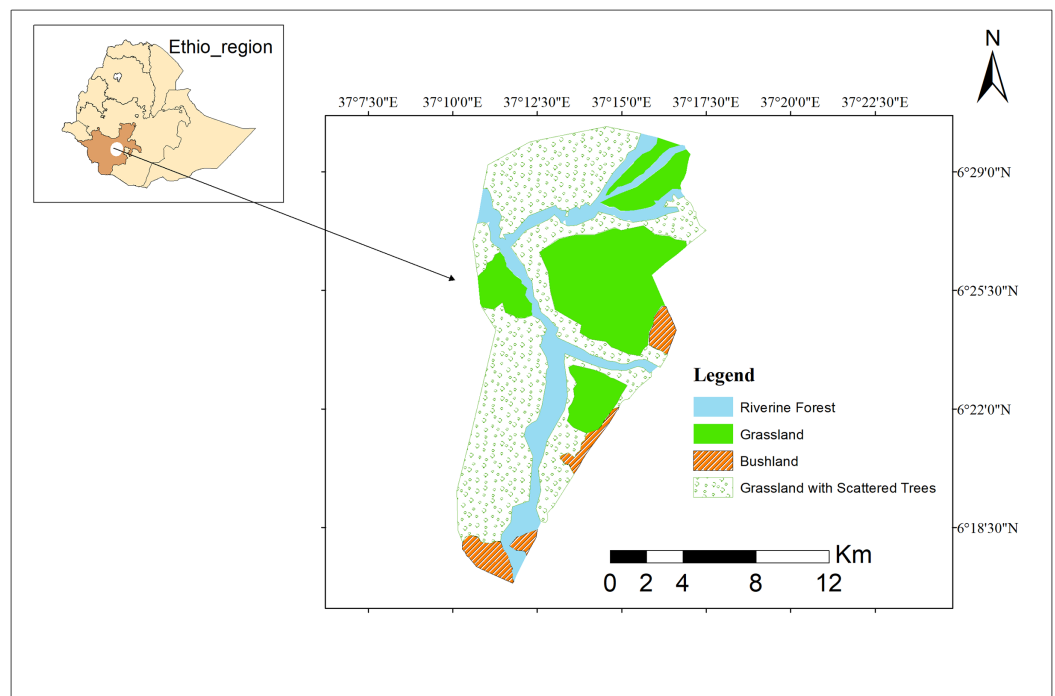 Ethio_region
N
37°7'30"E 37°10'0"E 37°12'30"E 37°15'0"E 37°17'30"E 37°20'0"E 37°22'30"E
6°29'0"N
6°25'30"N
6°22'0"N
6°18'30"N
Legend
Riverine Forest
Grassland
Bushland
Grassland with Scattered Trees
Km
0 2 4 8 12